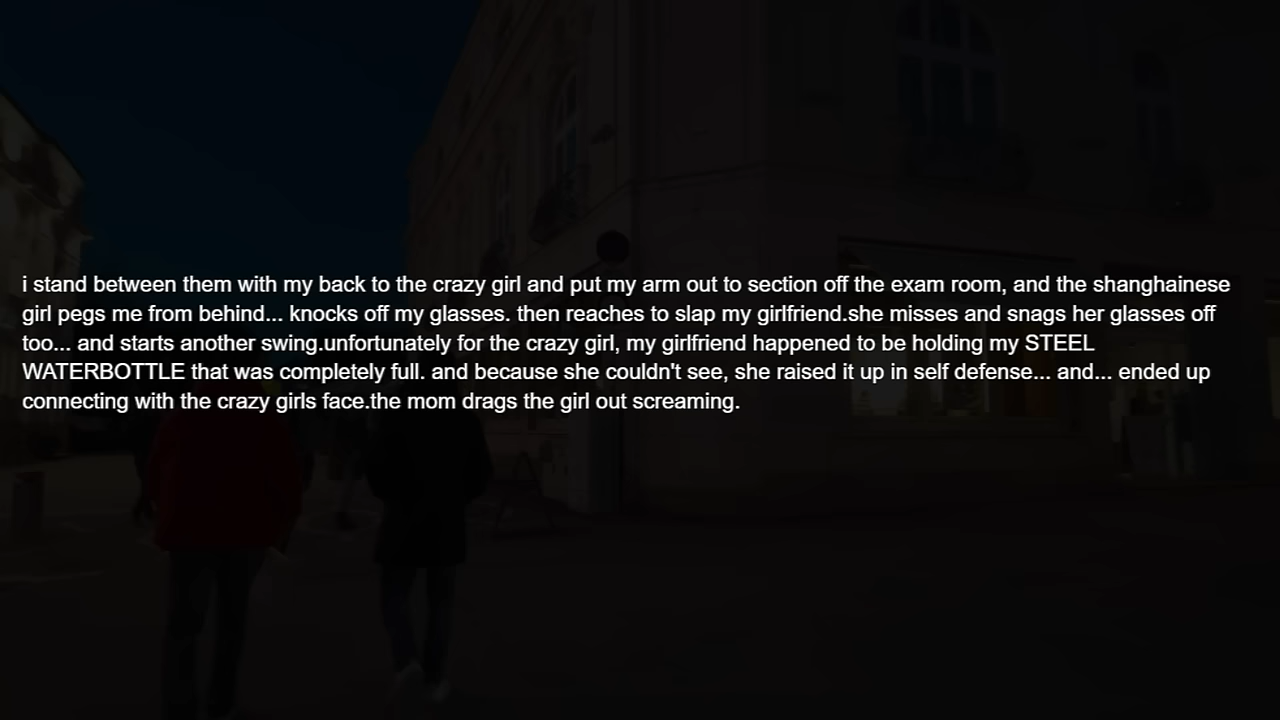 i stand between them with my back to the crazy girl and put my arm out to section off the exam room, and the shanghainese
girl pegs me from behind... knocks off my glasses. then reaches to slap my girlfriend.she misses and snags her glasses off
too... and starts another swing.unfortunately for the crazy girl, my girlfriend happened to be holding my STEEL
WATERBOTTLE that was completely full. and because she couldn't see, she raised it up in self defense... and... ended up
connecting with the crazy girls face.the mom drags the girl out screaming.